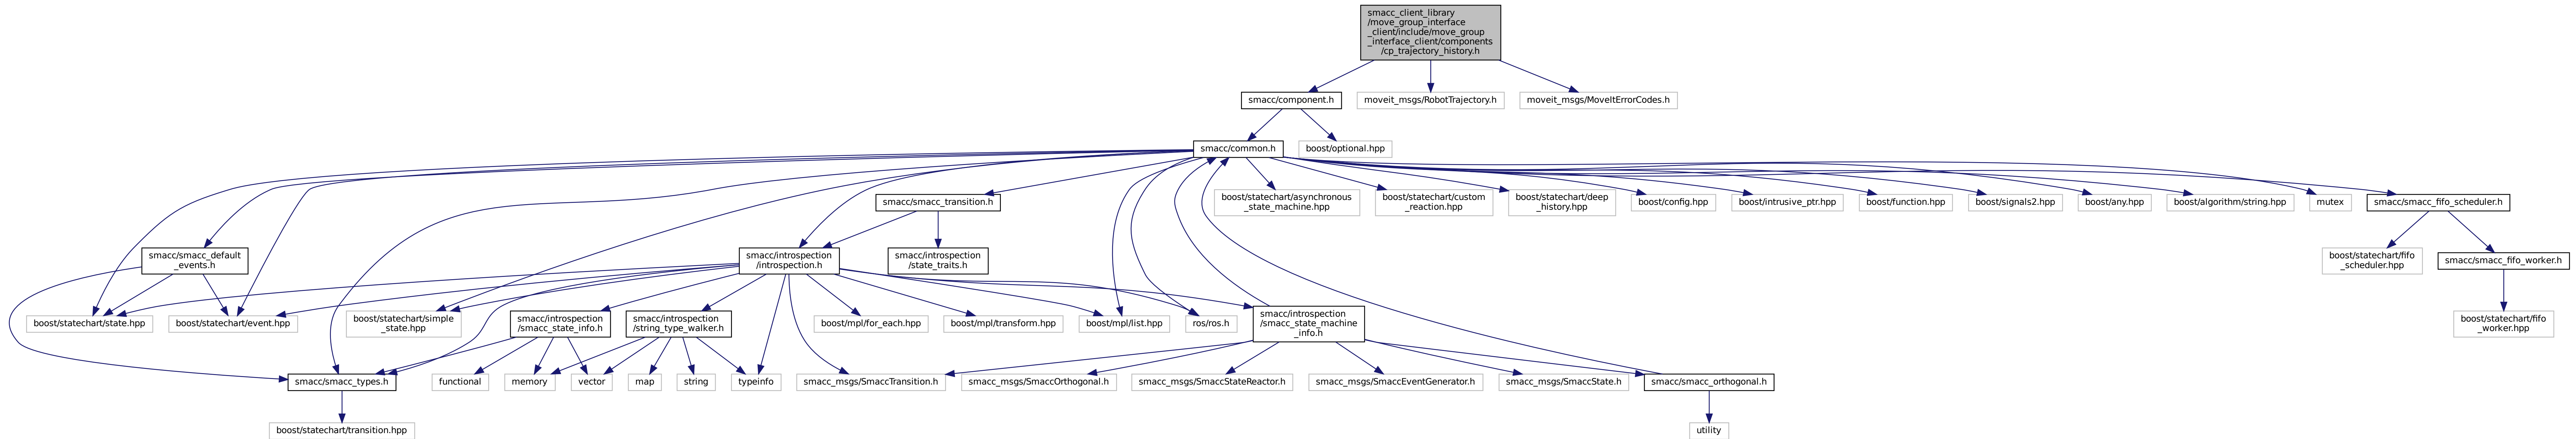 smacc_client_library
/move_group_interface
_client/include/move_group
_interface_client/components
/cp_trajectory_history.h
smacc/component.h
moveit_msgs/RobotTrajectory.h
moveit_msgs/MoveItErrorCodes.h
smacc/common.h
boost/optional.hpp
smacc/smacc_transition.h
boost/statechart/asynchronous
_state_machine.hpp
boost/statechart/custom
_reaction.hpp
boost/statechart/deep
_history.hpp
boost/config.hpp
boost/intrusive_ptr.hpp
boost/function.hpp
boost/signals2.hpp
boost/any.hpp
boost/algorithm/string.hpp
mutex
smacc/smacc_fifo_scheduler.h
smacc/smacc_default
_events.h
smacc/introspection
/introspection.h
smacc/introspection
/state_traits.h
boost/statechart/fifo
_scheduler.hpp
smacc/smacc_fifo_worker.h
boost/statechart/state.hpp
boost/statechart/event.hpp
boost/statechart/simple
_state.hpp
smacc/introspection
/smacc_state_info.h
smacc/introspection
/string_type_walker.h
boost/mpl/for_each.hpp
boost/mpl/transform.hpp
boost/mpl/list.hpp
ros/ros.h
smacc/introspection
/smacc_state_machine
_info.h
boost/statechart/fifo
_worker.hpp
smacc/smacc_types.h
functional
memory
vector
map
string
typeinfo
smacc_msgs/SmaccTransition.h
smacc_msgs/SmaccOrthogonal.h
smacc_msgs/SmaccStateReactor.h
smacc_msgs/SmaccEventGenerator.h
smacc_msgs/SmaccState.h
smacc/smacc_orthogonal.h
boost/statechart/transition.hpp
utility